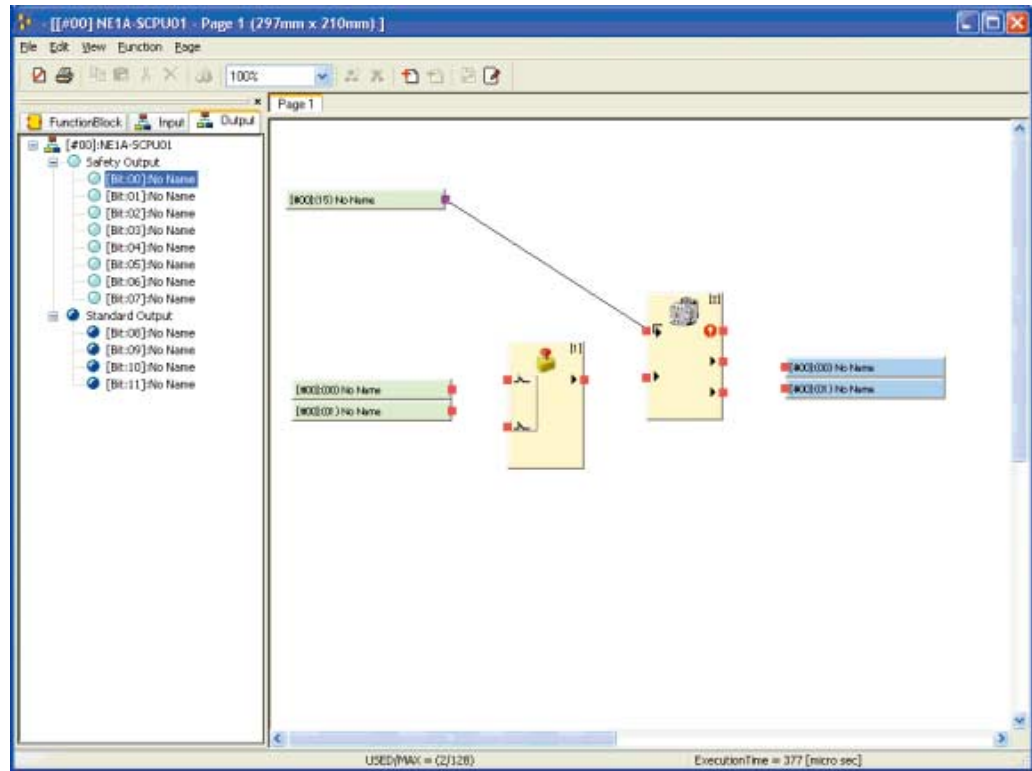 [[#00] NE1A-SCPU01 - Page 1 (297mm x 210mm) ]
File Edit View Function Page
100%
Page 1
FunctionBlock Input Output
[#00]:NE1A-SCPU01
Safety Output
[Bit:00]:No Name
[Bit:01]:No Name
[Bit:02]:No Name
[Bit:03]:No Name
[Bit:04]:No Name
[Bit:05]:No Name
[Bit:06]:No Name
[Bit:07]:No Name
Standard Output
[Bit:08]:No Name
[Bit:09]:No Name
[Bit:10]:No Name
[Bit:11]:No Name
[#00]:(15) No Name
[2]
[1]
[#00]:(00) No Name
[#00]:(01) No Name
[#00]:(00) No Name
[#00]:(01) No Name
USED/MAX = (2/128)
ExecutionTime = 377 [micro sec]